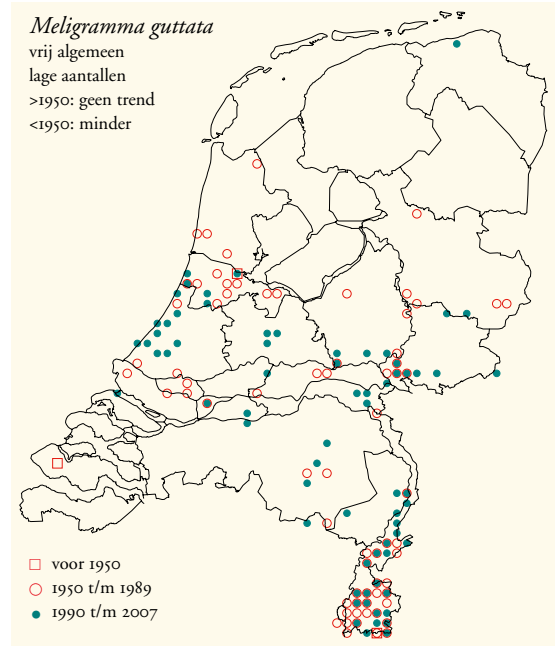 Meligramma guttata
vrij algemeen
lage aantallen
>1950: geen trend
<1950: minder
voor 1950
1950 t/m 1989
1990 t/m 2007